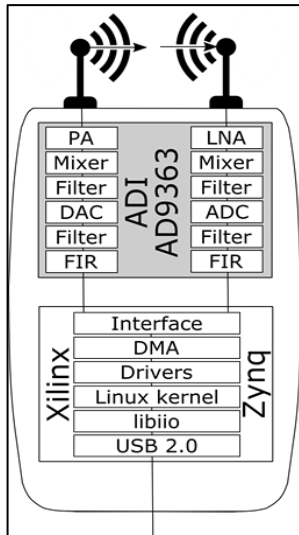 PA
Mixer
Filter
DAC
Filter
FIR
ADI
AD9363
LNA
Mixer
Filter
ADC
Filter
FIR
Xilinx
Interface
DMA
Drivers
Linux kernel
libiio
USB 2.0
Zynq